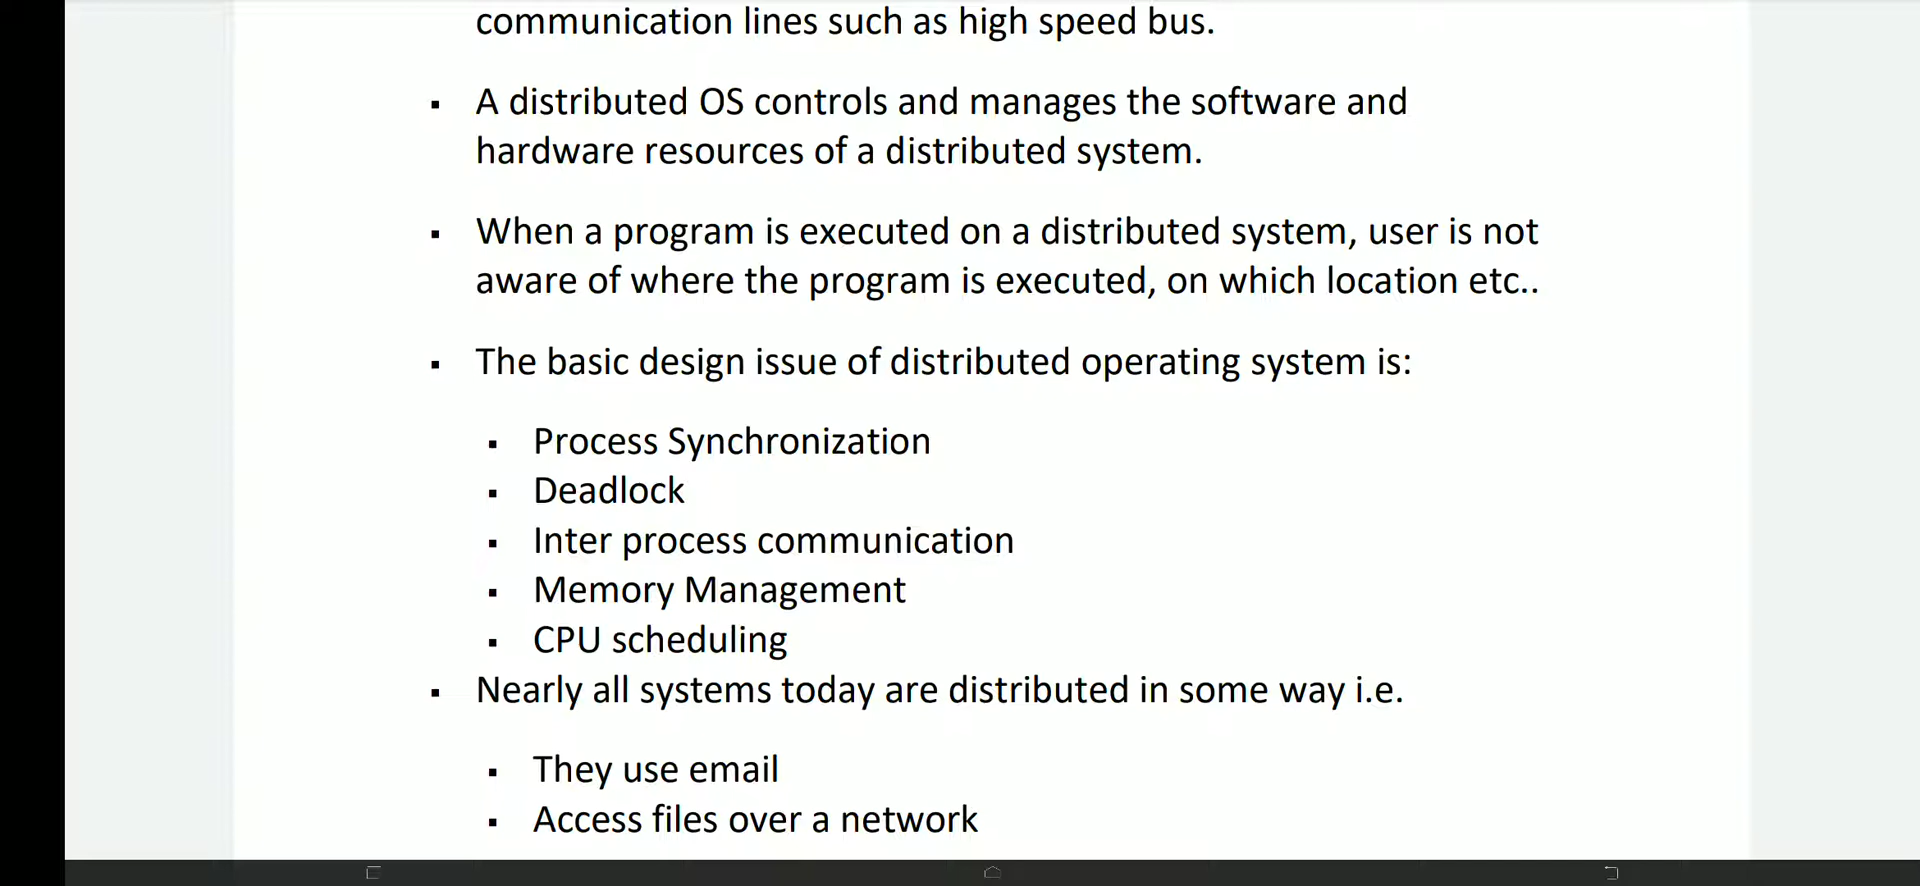 communication lines such as high speed bus.
▪ A distributed OS controls and manages the software and
hardware resources of a distributed system.
▪ When a program is executed on a distributed system, user is not
aware of where the program is executed, on which location etc..
▪ The basic design issue of distributed operating system is:
▪ Process Synchronization
▪ Deadlock
▪ Inter process communication
▪ Memory Management
▪ CPU scheduling
▪ Nearly all systems today are distributed in some way i.e.
▪ They use email
▪ Access files over a network